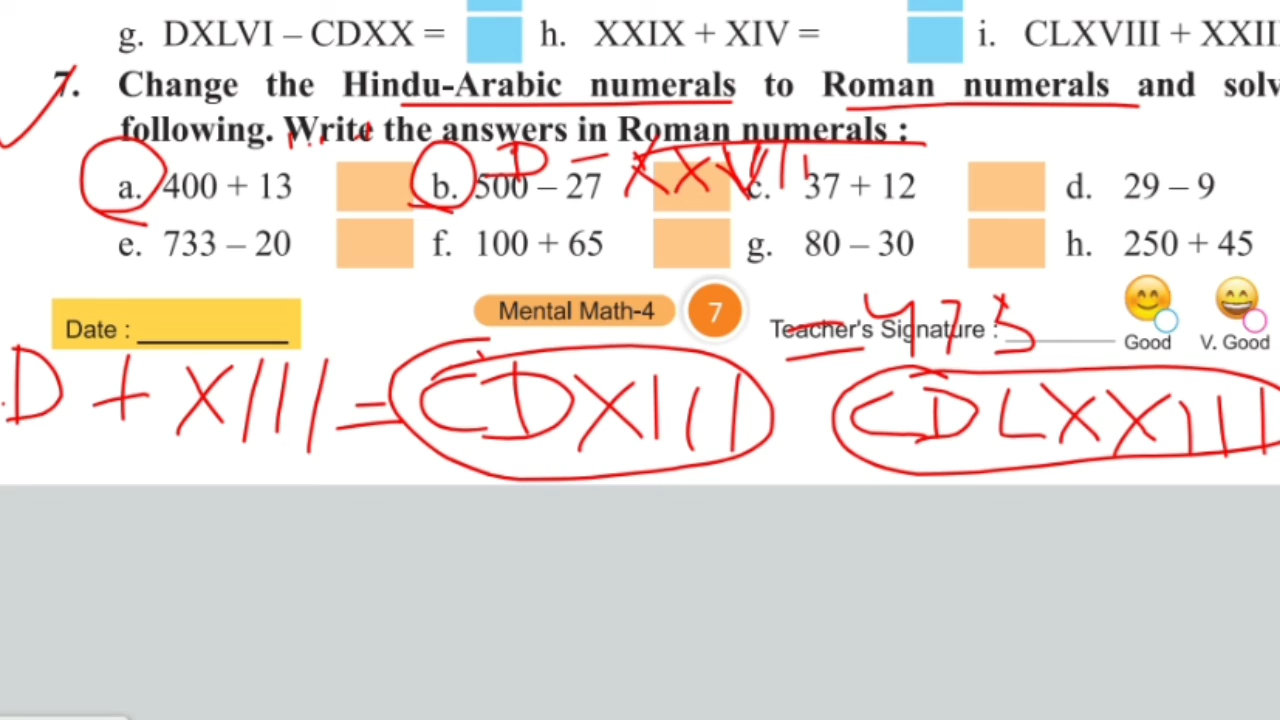 g. DXLVI – CDXX = h. XXIX + XIV = i. CLXVIII + XXII
7. Change the Hindu-Arabic numerals to Roman numerals and solv
following. Write the answers in Roman numerals :
D – XXVII
a. 400 + 13 b. 500 – 27 c. 37 + 12 d. 29 – 9
e. 733 – 20 f. 100 + 65 g. 80 – 30 h. 250 + 45
Date : Mental Math-4 7 Teacher's Signature : Good V. Good
= 473
D + XIII = CDXIII CDLXXIII